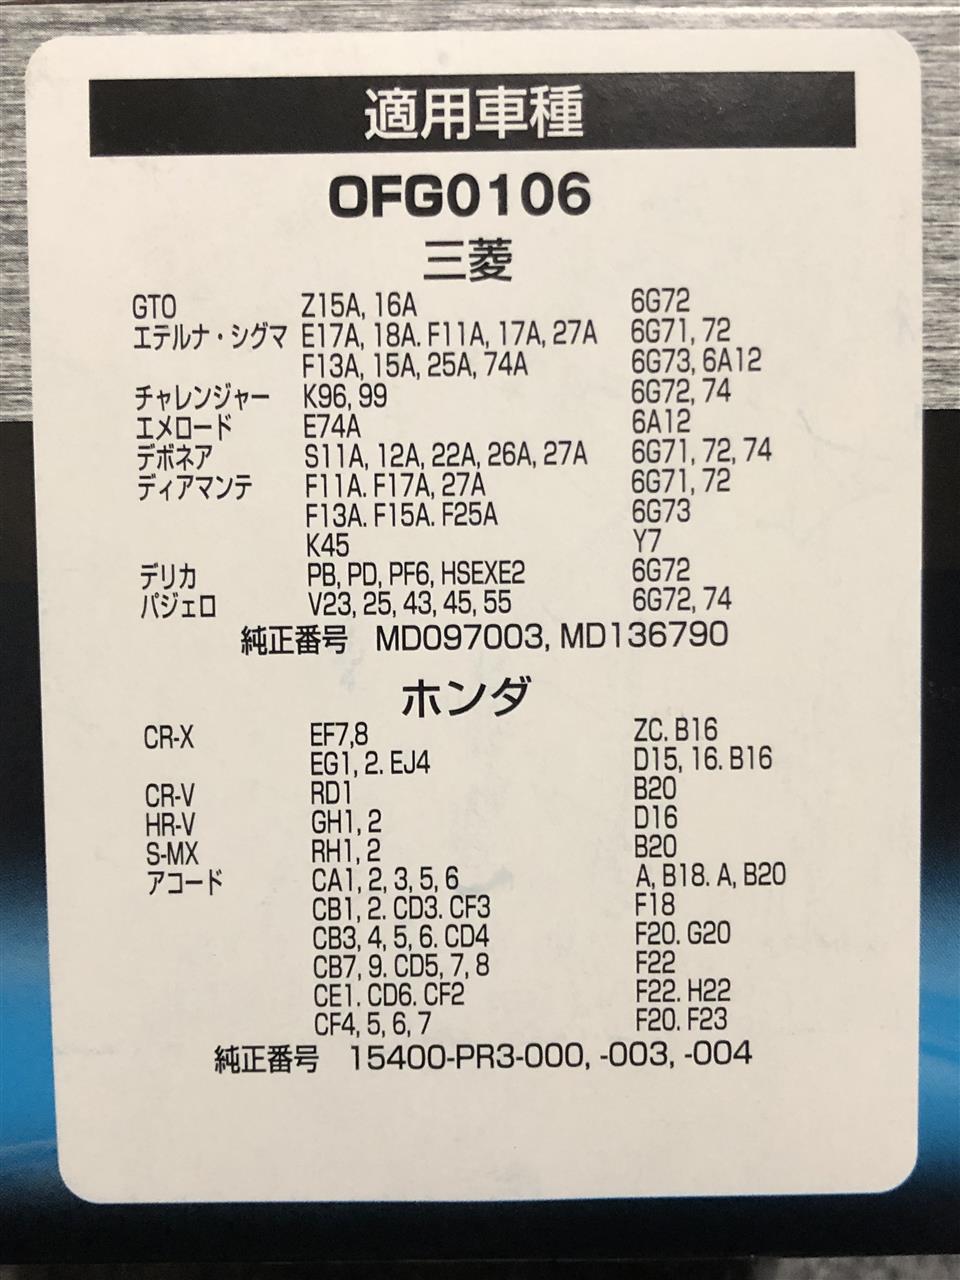 適用車種
OFG0106
三菱
GTO Z15A, 16A 6G72
エテルナ・シグマ E17A, 18A. F11A, 17A, 27A 6G71, 72
F13A, 15A, 25A, 74A 6G73, 6A12
チャレンジャー K96, 99 6G72, 74
エメロード E74A 6A12
デボネア S11A, 12A, 22A, 26A, 27A 6G71, 72, 74
ディアマンテ F11A. F17A, 27A 6G71, 72
F13A. F15A. F25A 6G73
K45 Y7
デリカ PB, PD, PF6, HSEXE2 6G72
パジェロ V23, 25, 43, 45, 55 6G72, 74
純正番号 MD097003, MD136790
ホンダ
CR-X EF7,8 ZC. B16
EG1, 2. EJ4 D15, 16. B16
CR-V RD1 B20
HR-V GH1, 2 D16
S-MX RH1, 2 B20
アコード CA1, 2, 3, 5, 6 A, B18. A, B20
CB1, 2. CD3. CF3 F18
CB3, 4, 5, 6. CD4 F20. G20
CB7, 9. CD5, 7, 8 F22
CE1. CD6. CF2 F22. H22
CF4, 5, 6, 7 F20. F23
純正番号 15400-PR3-000, -003, -004